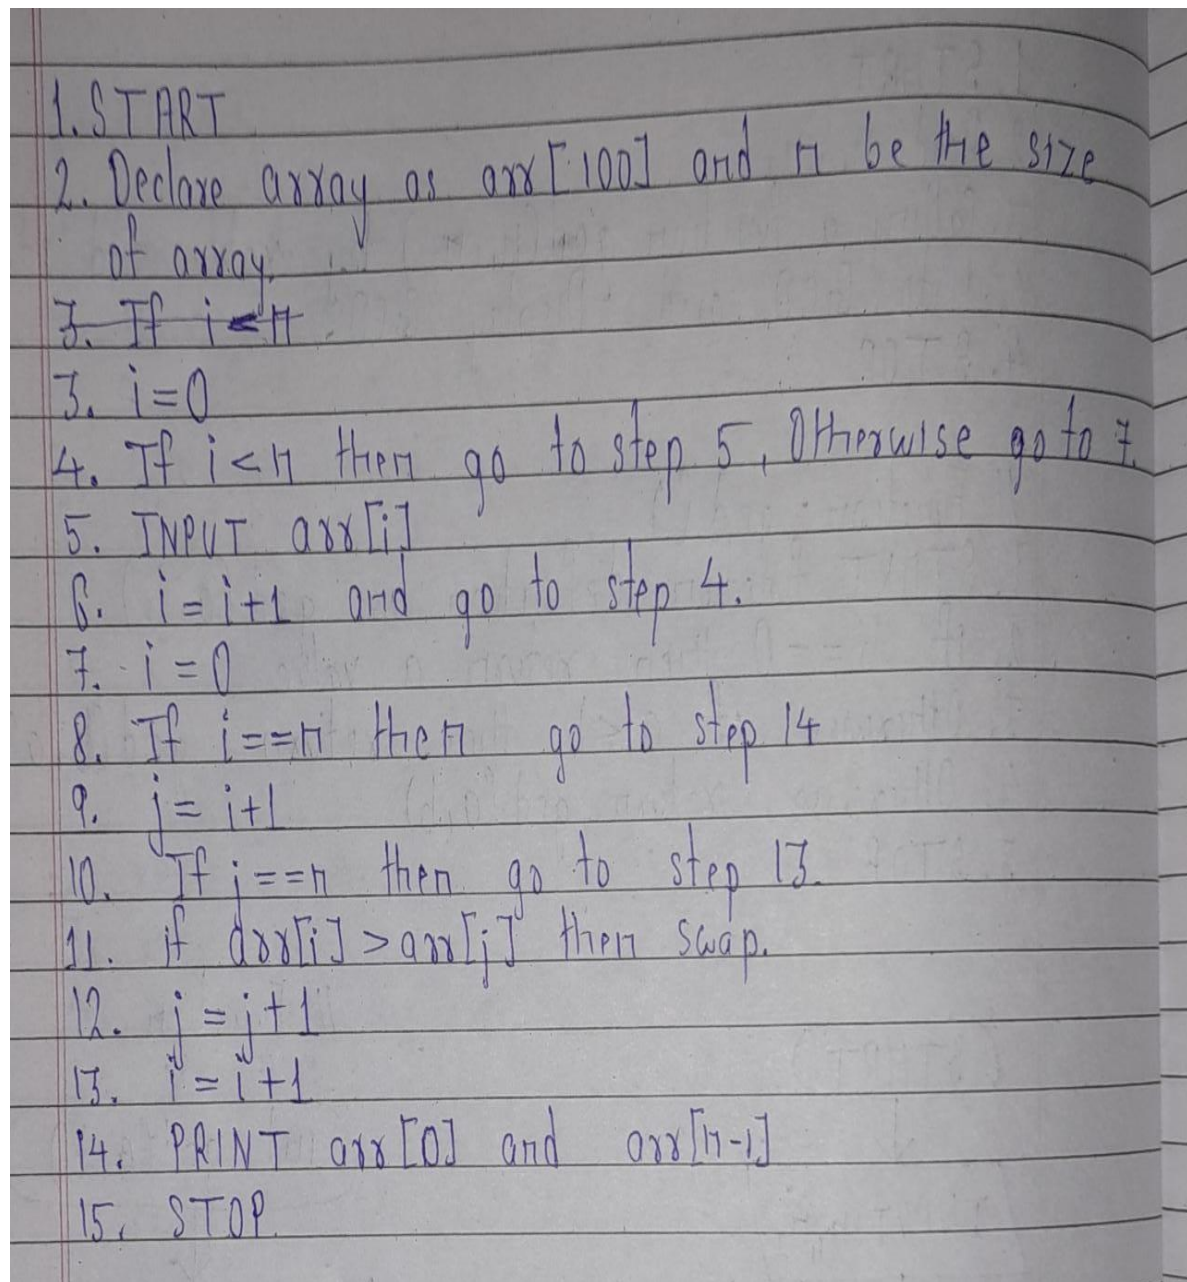 1. START
2. Declare array as arr[100] and n be the size
of array.
3. If i<n
3. i=0
4. If i<n then go to step 5, Otherwise go to 7.
5. INPUT arr[i]
6. i=i+1 and go to step 4.
7. i=0
8. If i==n then go to step 14
9. j=i+1
10. If j==n then go to step 13.
11. if arr[i]>arr[j] then swap.
12. j=j+1
13. i=i+1
14. PRINT arr[0] and arr[n-1]
15. STOP.